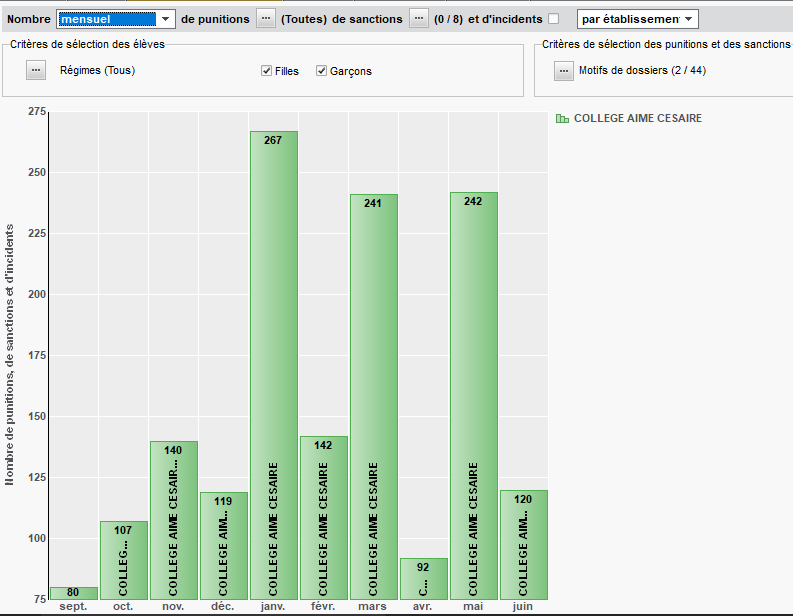 Nombre mensuel de punitions ... (Toutes) de sanctions ... (0 / 8) et d'incidents par établissemen
Critères de sélection des élèves
Critères de sélection des punitions et des sanctions
... Régimes (Tous) Filles Garçons
... Motifs de dossiers (2 / 44)
COLLEGE AIME CESAIRE
Nombre de punitions, de sanctions et d'incidents
275
250
225
200
175
150
125
100
75
80
107
140
119
267
142
241
92
242
120
COLLEG...
COLLEGE AIME CESAIR...
COLLEGE AIM...
COLLEGE AIME CESAIRE
COLLEGE AIME CESAIRE
COLLEGE AIME CESAIRE
C...
COLLEGE AIME CESAIRE
COLLEGE AIM...
sept. oct. nov. déc. janv. févr. mars avr. mai juin